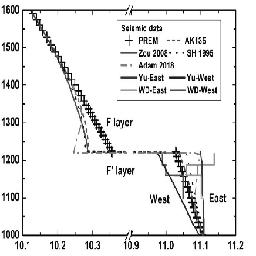 1600
Seismic data
PREM AK135
Zou 2008 SH 1995
Adam 2018
Yu-East Yu-West
WD-East WD-West
1500
1400
1300
F layer
1200
F' layer
1100
West East
1000
10.1 10.2 10.3 10.9 11.0 11.1 11.2